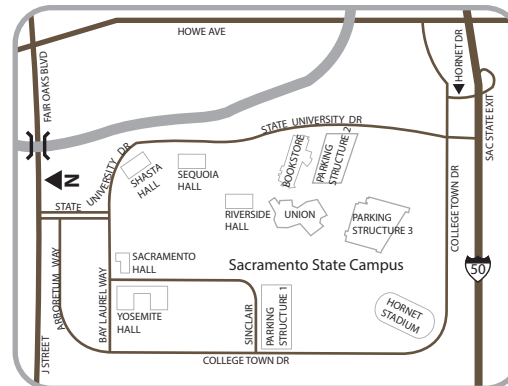 HOWE AVE
FAIR OAKS BLVD
HORNET DR
SAC STATE EXIT
N
STATE UNIVERSITY DR
STATE UNIVERSITY DR
SHASTA
HALL
SEQUOIA
HALL
BOOKSTORE
PARKING
STRUCTURE 2
RIVERSIDE
HALL
UNION
PARKING
STRUCTURE 3
COLLEGE TOWN DR
SACRAMENTO
HALL
Sacramento State Campus
50
ARBORETUM WAY
BAY LAUREL WAY
YOSEMITE
HALL
SINCLAIR
PARKING
STRUCTURE 1
HORNET
STADIUM
J STREET
COLLEGE TOWN DR